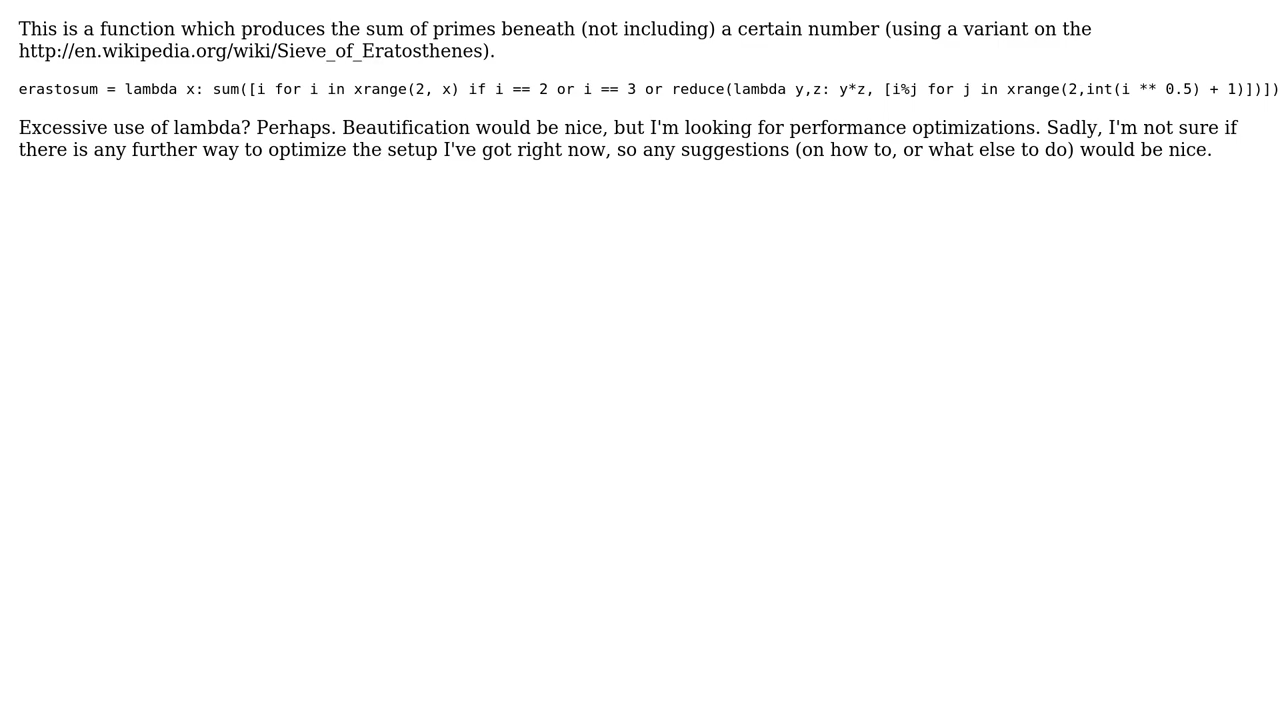 This is a function which produces the sum of primes beneath (not including) a certain number (using a variant on the
http://en.wikipedia.org/wiki/Sieve_of_Eratosthenes).
erastosum = lambda x: sum([i for i in xrange(2, x) if i == 2 or i == 3 or reduce(lambda y,z: y*z, [i%j for j in xrange(2,int(i ** 0.5) + 1)])])
Excessive use of lambda? Perhaps. Beautification would be nice, but I'm looking for performance optimizations. Sadly, I'm not sure if
there is any further way to optimize the setup I've got right now, so any suggestions (on how to, or what else to do) would be nice.